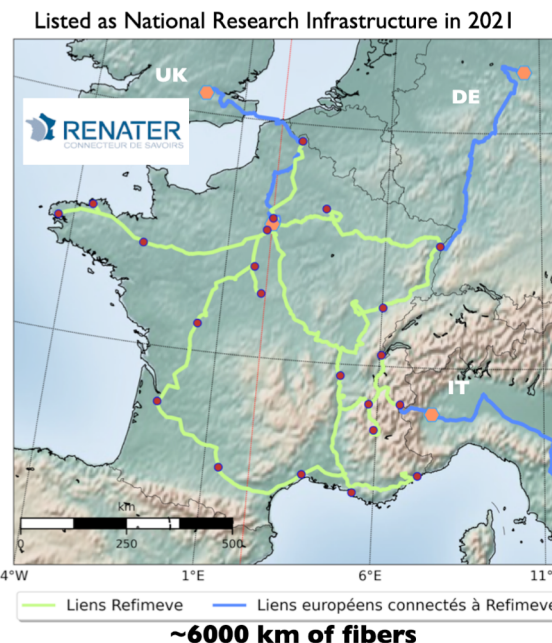 Listed as National Research Infrastructure in 2021
UK
DE
RENATER
CONNECTEUR DE SAVOIRS
IT
km
0 250 500
4°W 1°E 6°E 11°
Liens Refimeve Liens européens connectés à Refimeve
~6000 km of fibers